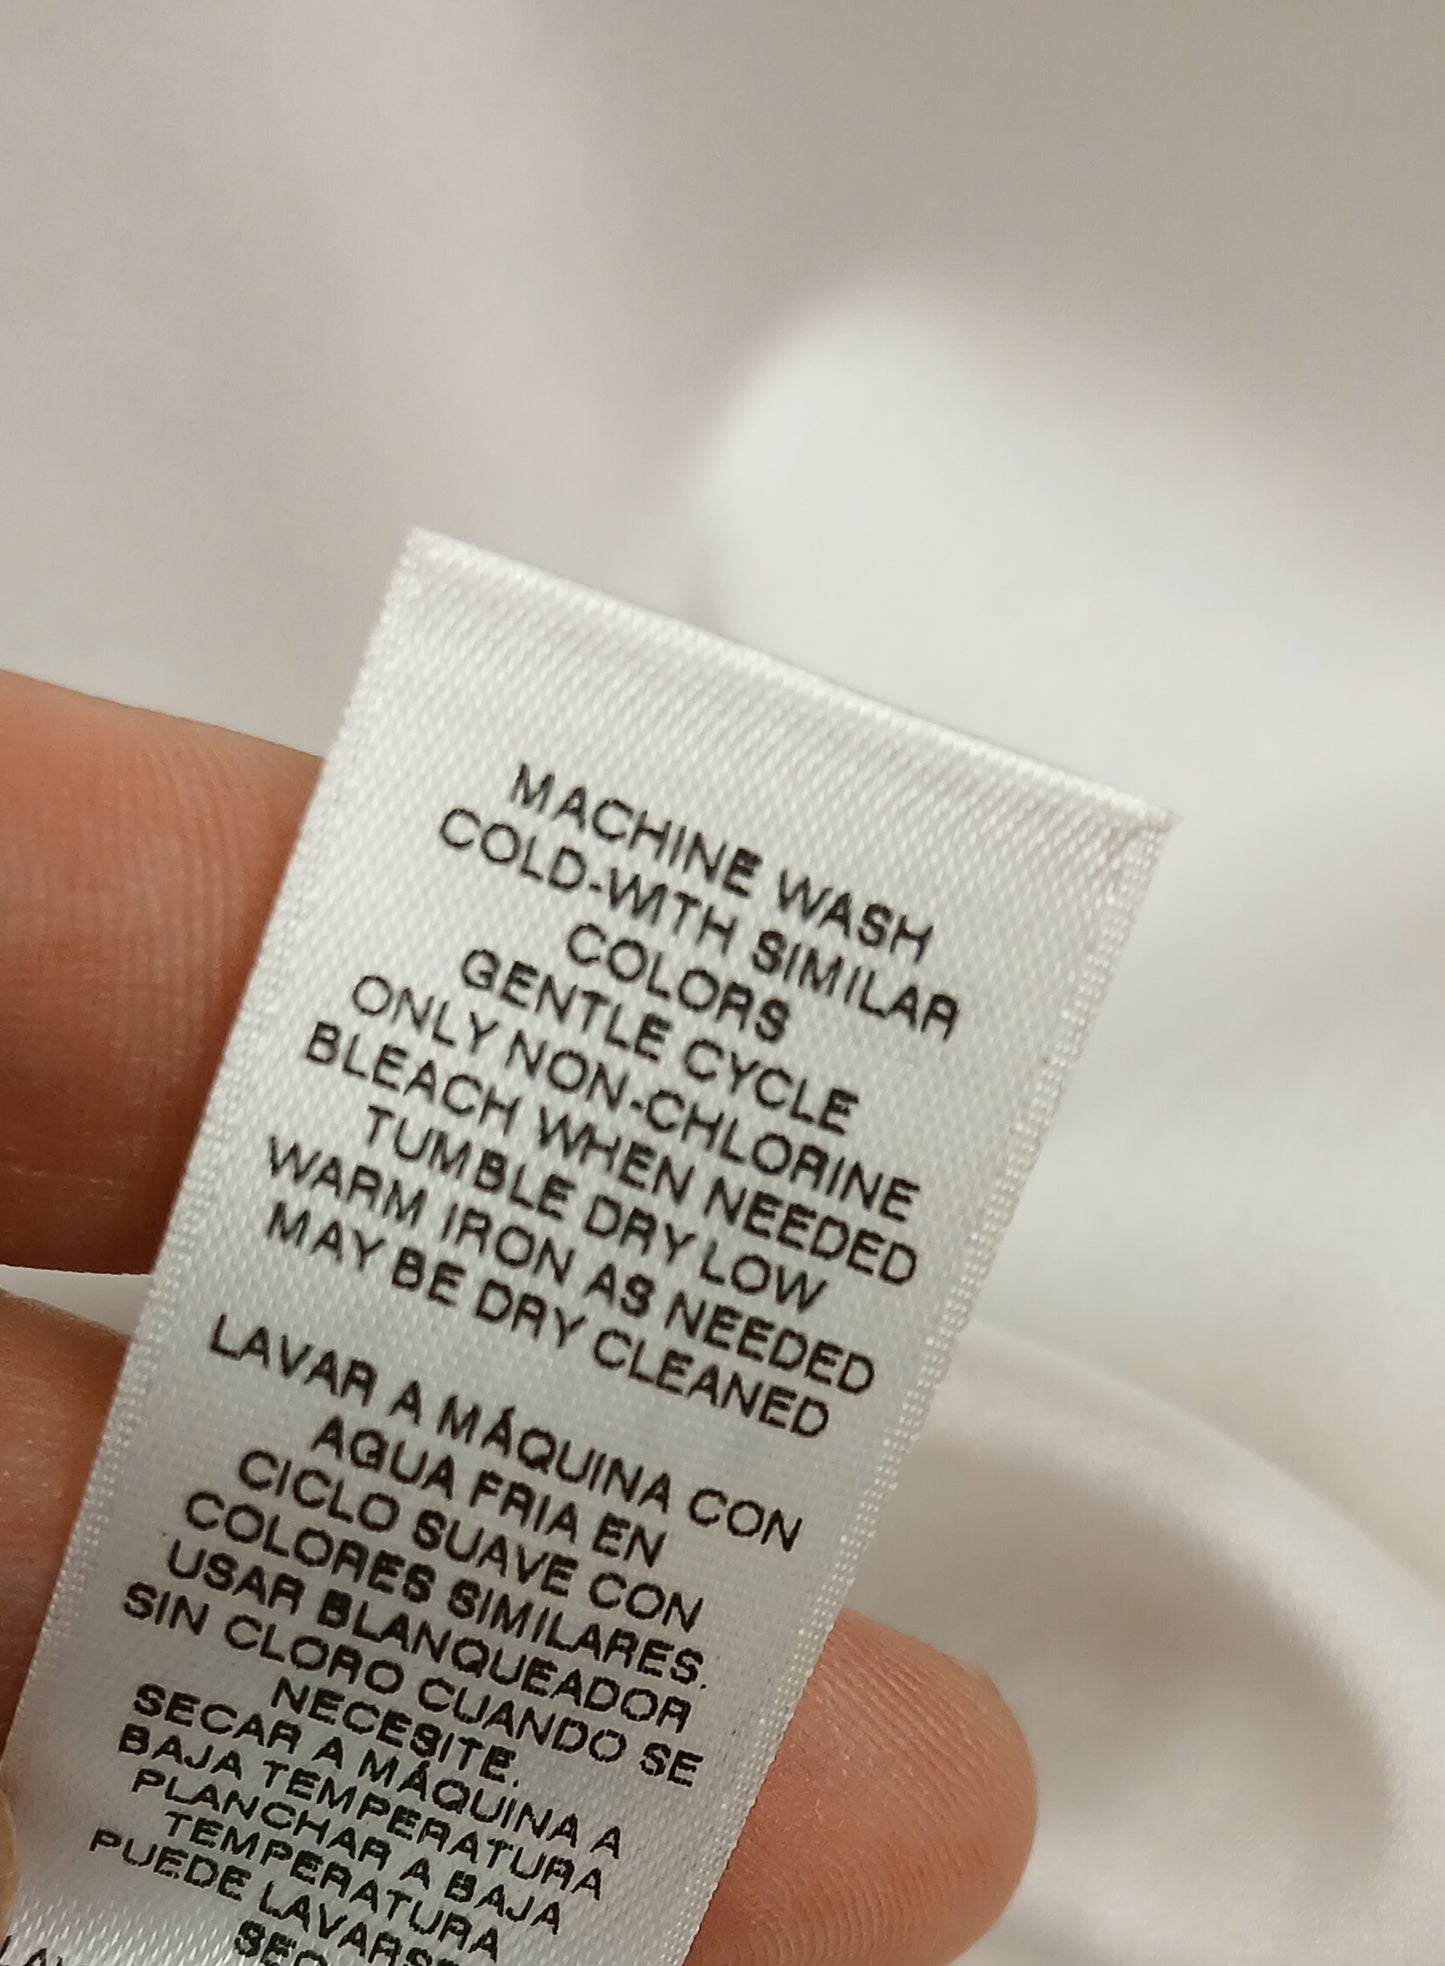 MACHINE WASH
COLD-WITH SIMILAR
COLORS
GENTLE CYCLE
ONLY NON-CHLORINE
BLEACH WHEN NEEDED
TUMBLE DRY LOW
WARM IRON AS NEEDED
MAY BE DRY CLEANED
LAVAR A MÁQUINA CON
AGUA FRIA EN
CICLO SUAVE CON
COLORES SIMILARES.
USAR BLANQUEADOR
SIN CLORO CUANDO SE
NECESITE.
SECAR A MÁQUINA A
BAJA TEMPERATURA
PLANCHAR A BAJA
TEMPERATURA
PUEDE